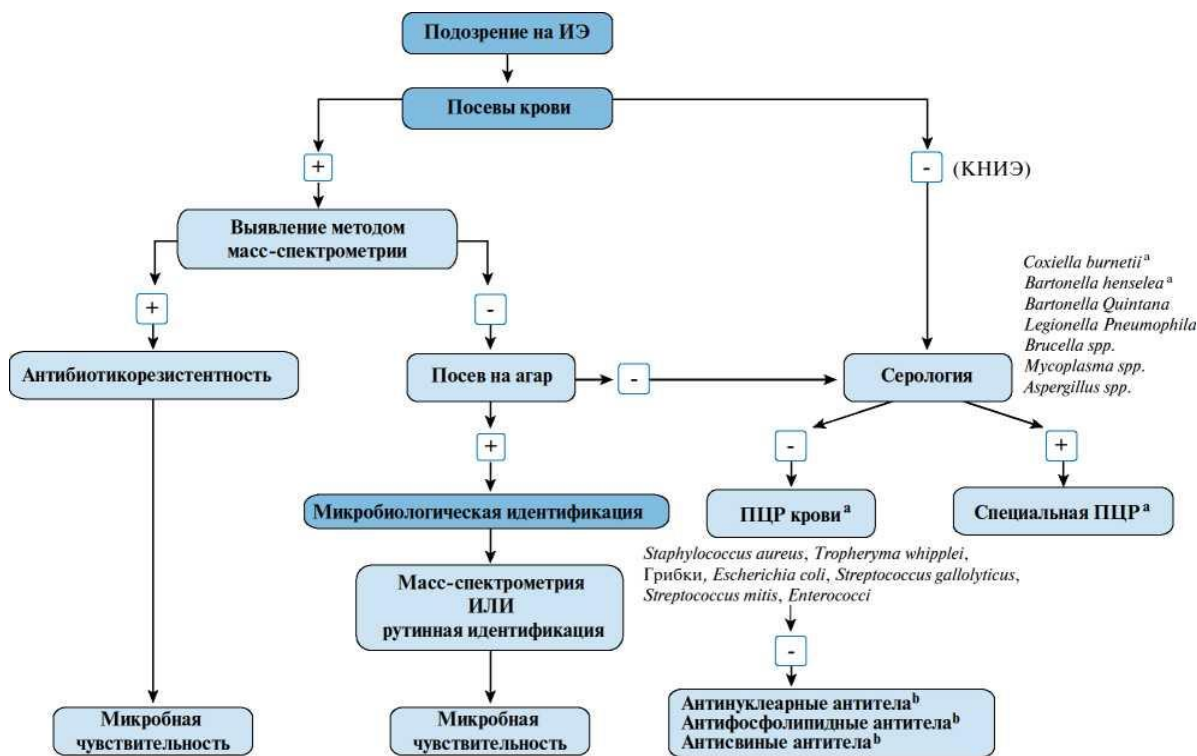 Подозрение на ИЭ
Посевы крови
+
- (КНИЭ)
Выявление методом
масс-спектрометрии
+
-
Coxiella burnetii a
Bartonella henselea a
Bartonella Quintana
Legionella Pneumophila
Brucella spp.
Mycoplasma spp.
Aspergillus spp.
Антибиотикорезистентность
Посев на агар
-
Серология
+
-
+
Микробиологическая идентификация
ПЦР крови a
Специальная ПЦР a
Staphylococcus aureus, Tropheryma whipplei,
Грибки, Escherichia coli, Streptococcus gallolyticus,
Streptococcus mitis, Enterococci
Масс-спектрометрия
ИЛИ
рутинная идентификация
-
Микробная
чувствительность
Микробная
чувствительность
Антинуклеарные антитела b
Антифосфолипидные антитела b
Антисвиные антитела b